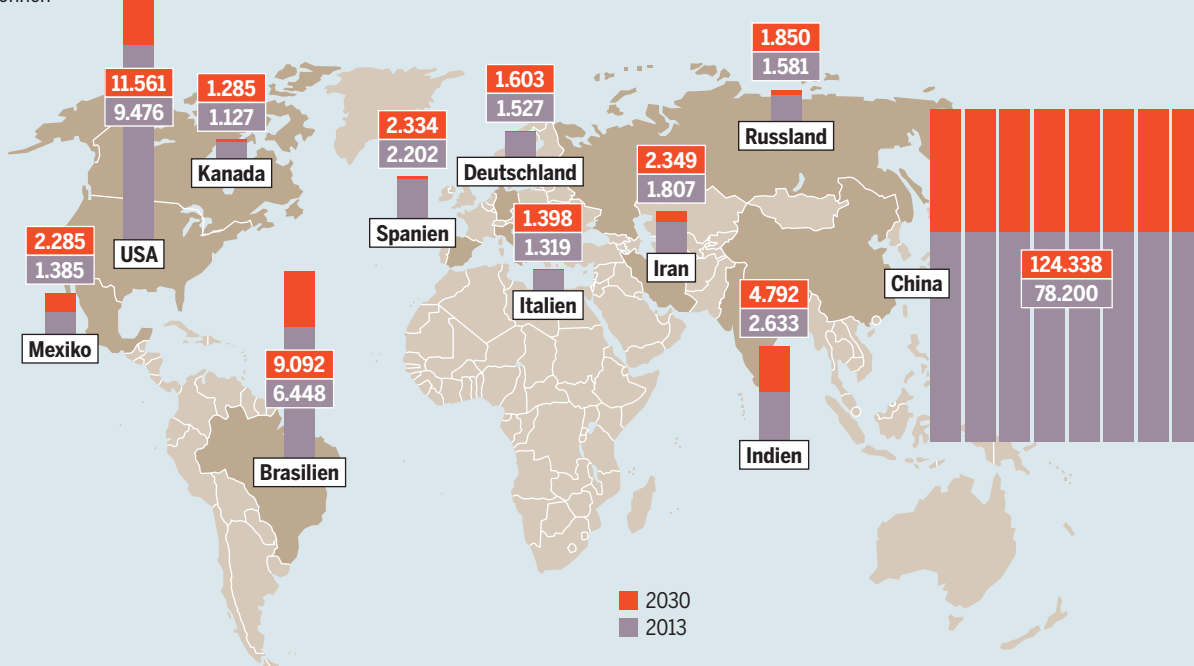 11.561
9.476
USA
1.285
1.127
Kanada
2.285
1.385
Mexiko
9.092
6.448
Brasilien
2.334
2.202
Spanien
1.603
1.527
Deutschland
1.398
1.319
Italien
2.349
1.807
Iran
1.850
1.581
Russland
4.792
2.633
Indien
China
124.338
78.200
2030
2013